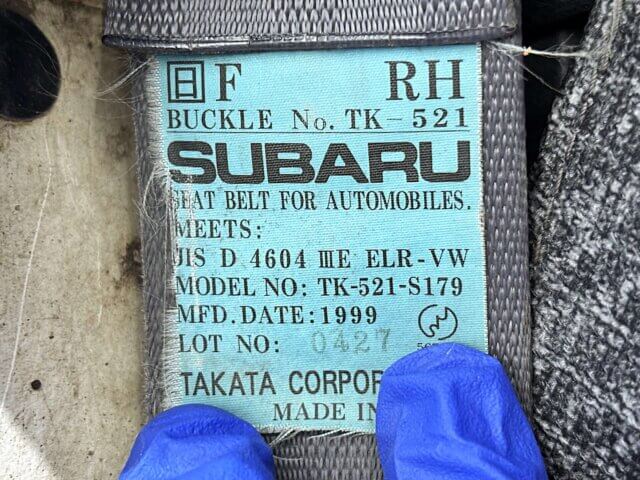 日F RH
BUCKLE No. TK-521
SUBARU
SEAT BELT FOR AUTOMOBILES.
MEETS:
JIS D 4604 ⅢE ELR-VW
MODEL NO: TK-521-S179
MFD. DATE: 1999
LOT NO: 0427
TAKATA
MADE IN